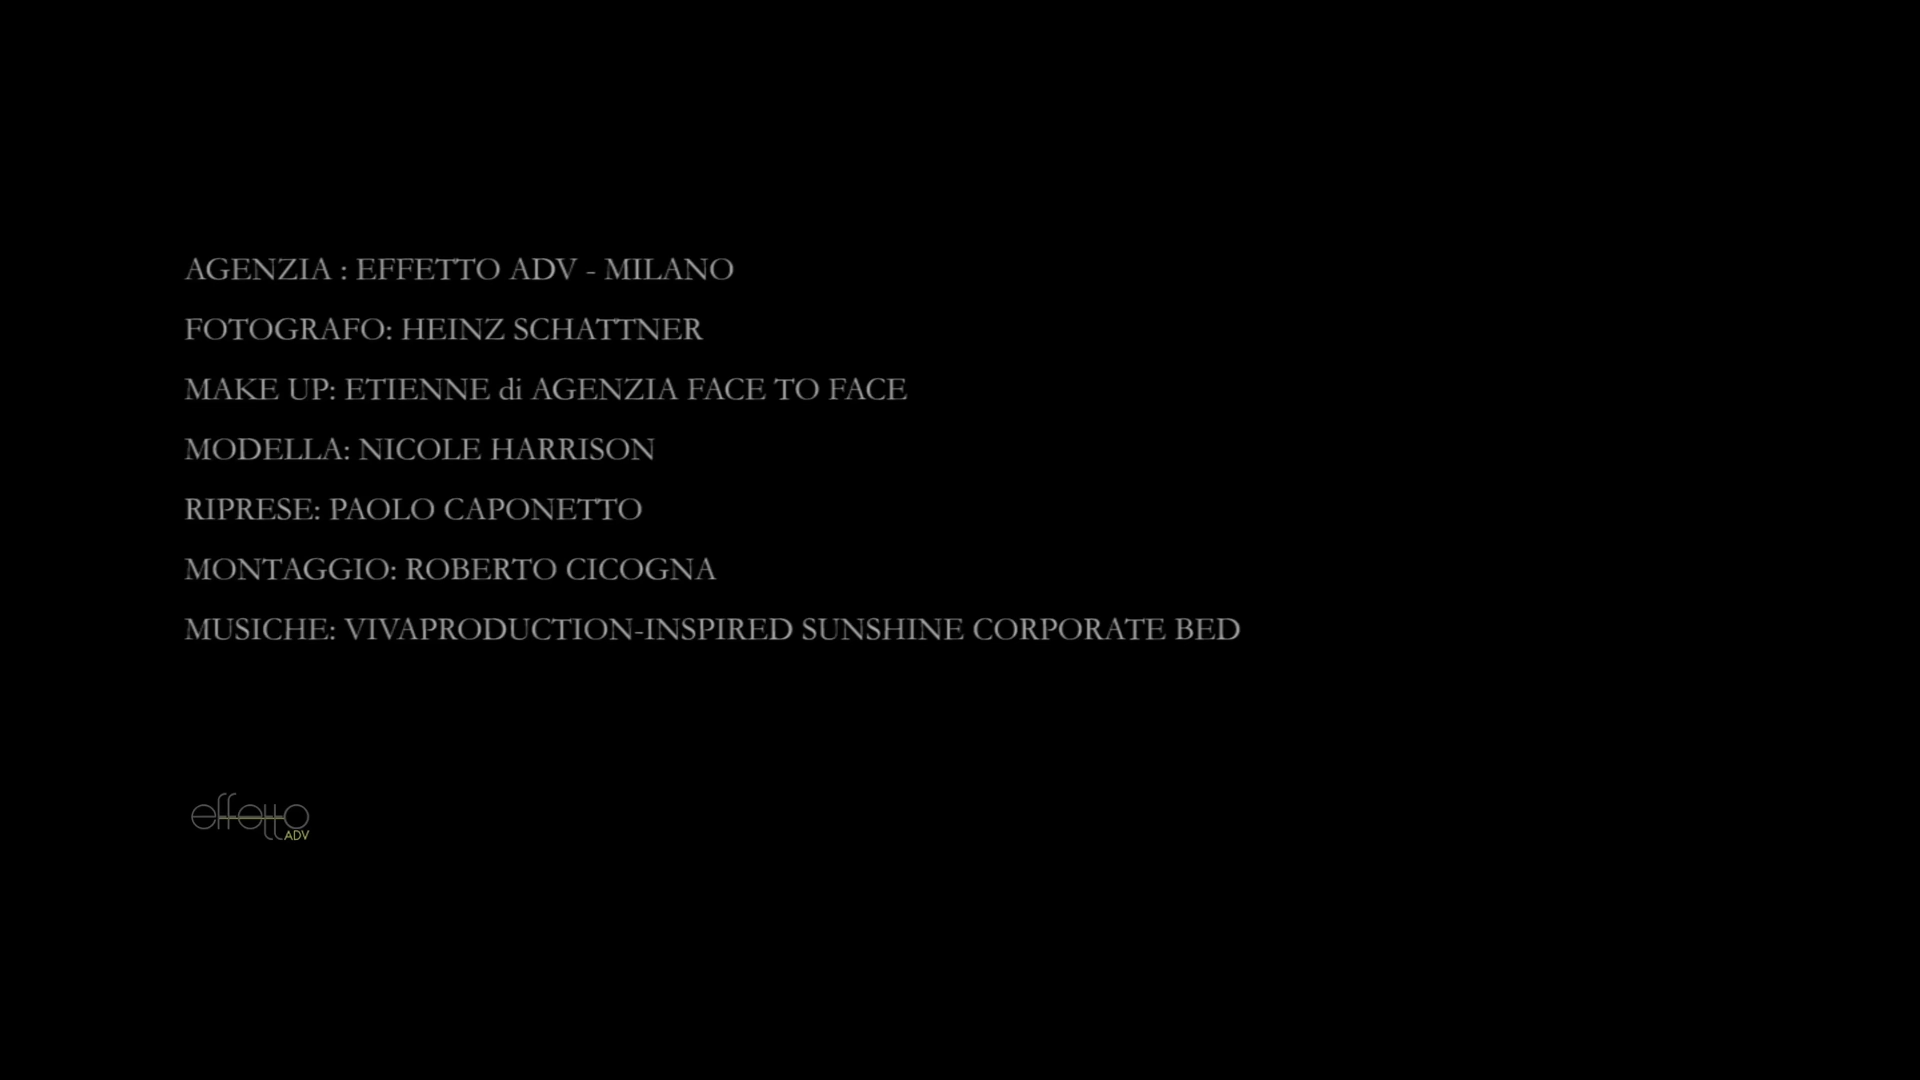 AGENZIA : EFFETTO ADV - MILANO
FOTOGRAFO: HEINZ SCHATTNER
MAKE UP: ETIENNE di AGENZIA FACE TO FACE
MODELLA: NICOLE HARRISON
RIPRESE: PAOLO CAPONETTO
MONTAGGIO: ROBERTO CICOGNA
MUSICHE: VIVAPRODUCTION-INSPIRED SUNSHINE CORPORATE BED
effetto
ADV